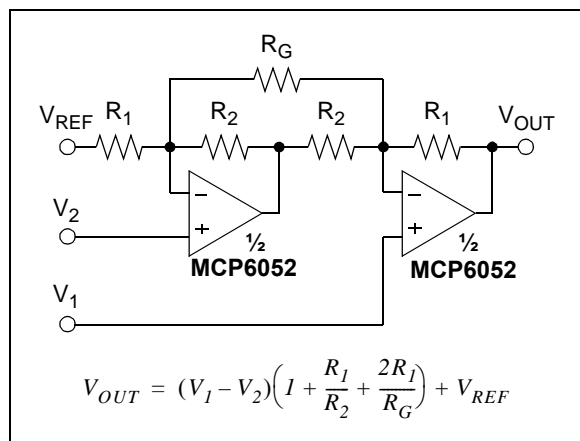 R_G
V_REF R_1 R_2 R_2 R_1 V_OUT
−
+
−
+
V_2
½
MCP6052
½
MCP6052
V_1
V_OUT = (V_1 – V_2)(1 + R_1/R_2 + 2R_1/R_G) + V_REF